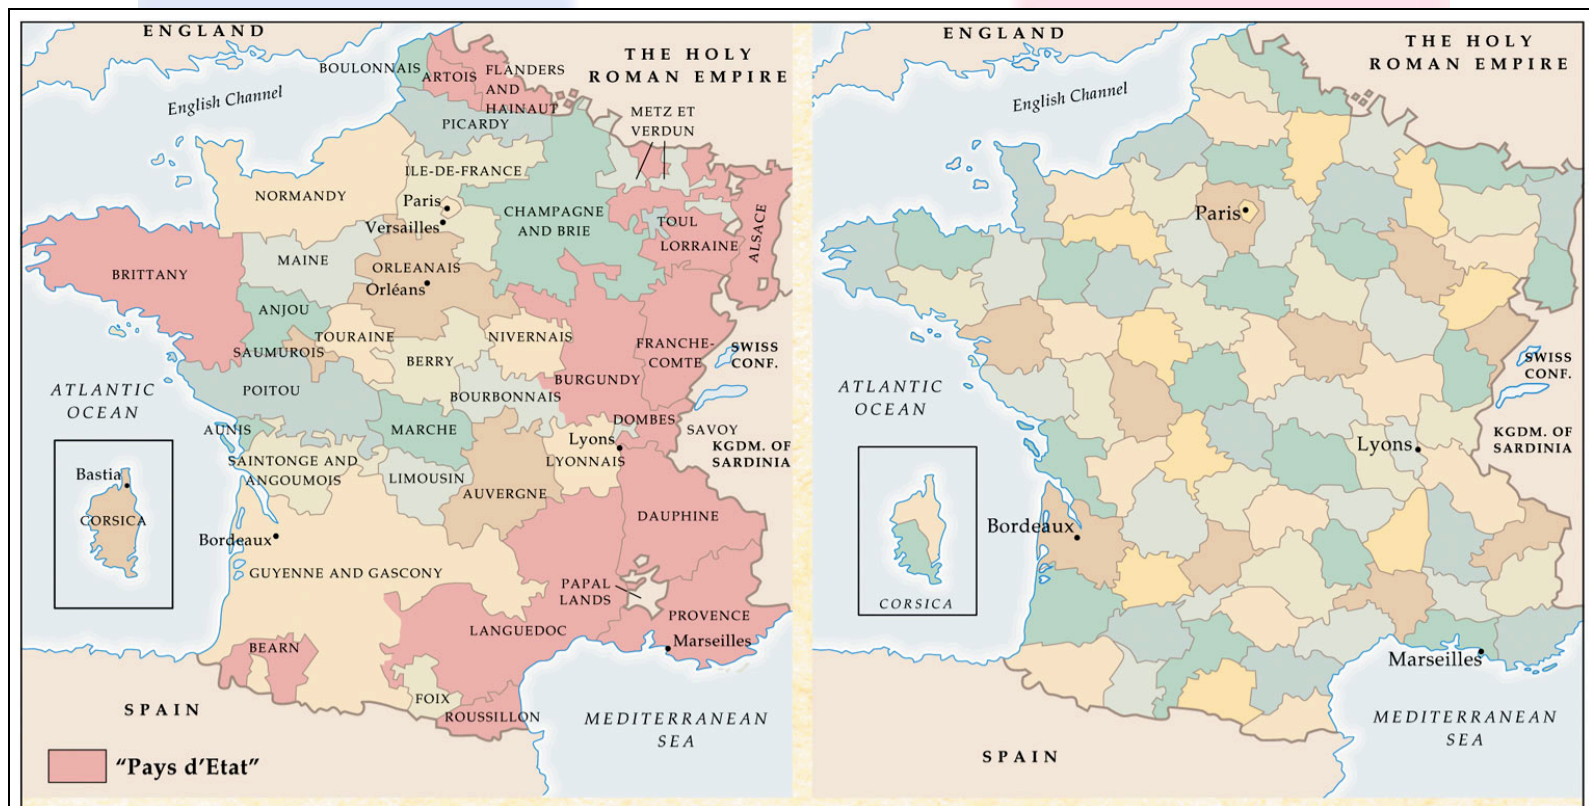 ENGLAND
THE HOLY
ROMAN EMPIRE
BOULONNAIS
ARTOIS
FLANDERS
AND
HAINAUT
English Channel
PICARDY
METZ ET
VERDUN
ILE-DE-FRANCE
NORMANDY
Paris
Versailles
CHAMPAGNE
AND BRIE
TOUL
LORRAINE
ALSACE
BRITTANY
MAINE
ORLEANAIS
Orléans
ANJOU
TOURAINE
NIVERNAIS
SAUMUROIS
BERRY
FRANCHE-
COMTE
SWISS
CONF.
ATLANTIC
OCEAN
POITOU
BOURBONNAIS
BURGUNDY
AUNIS
MARCHE
DOMBES
SAVOY
KGDM. OF
SARDINIA
Lyons
LYONNAIS
SAINTONGE AND
ANGOUMOIS
LIMOUSIN
AUVERGNE
Bastia
CORSICA
DAUPHINE
Bordeaux
GUYENNE AND GASCONY
PAPAL
LANDS
PROVENCE
LANGUEDOC
Marseilles
BEARN
FOIX
ROUSSILLON
SPAIN
MEDITERRANEAN
SEA
“Pays d’Etat”
ENGLAND
THE HOLY
ROMAN EMPIRE
English Channel
Paris
SWISS
CONF.
ATLANTIC
OCEAN
Lyons
KGDM. OF
SARDINIA
Bordeaux
CORSICA
Marseilles
MEDITERRANEAN
SEA
SPAIN